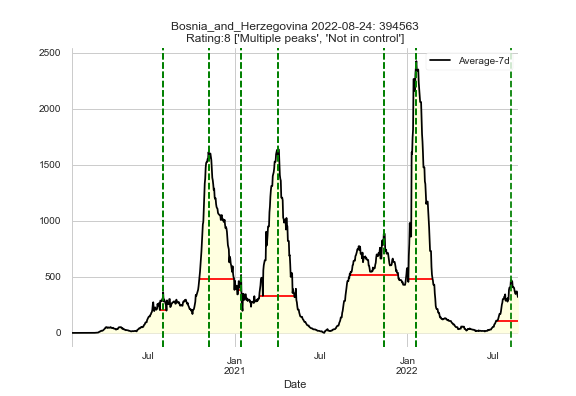 Bosnia_and_Herzegovina 2022-08-24: 394563
Rating:8 ['Multiple peaks', 'Not in control']
Average-7d
2500
2000
1500
1000
500
0
Jul
Jan
2021
Jul
Jan
2022
Jul
Date